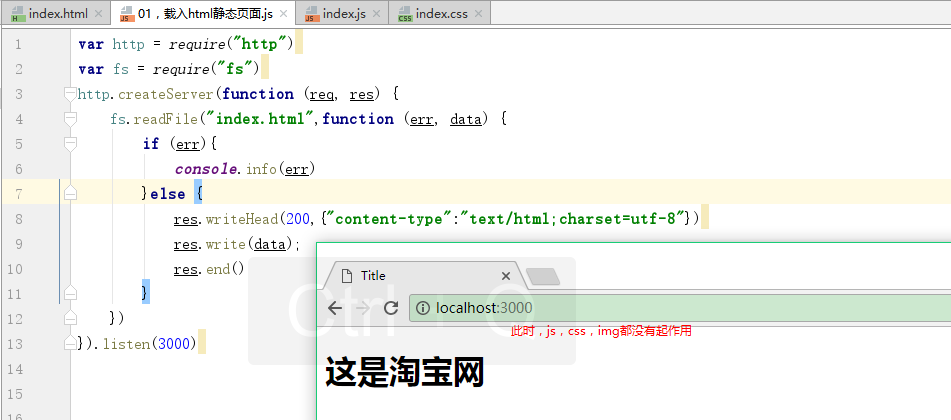 index.html
01，载入html静态页面.js
index.js
index.css
1 var http = require("http")
2 var fs = require("fs")
3 http.createServer(function (req, res) {
4 fs.readFile("index.html",function (err, data) {
5 if (err){
6 console.info(err)
7 }else {
8 res.writeHead(200,{"content-type":"text/html;charset=utf-8"})
9 res.write(data);
10 res.end()
11 }
12 })
13 }).listen(3000)
14
15
Ctrl + Q
Title
localhost:3000
此时，js，css，img都没有起作用
这是淘宝网